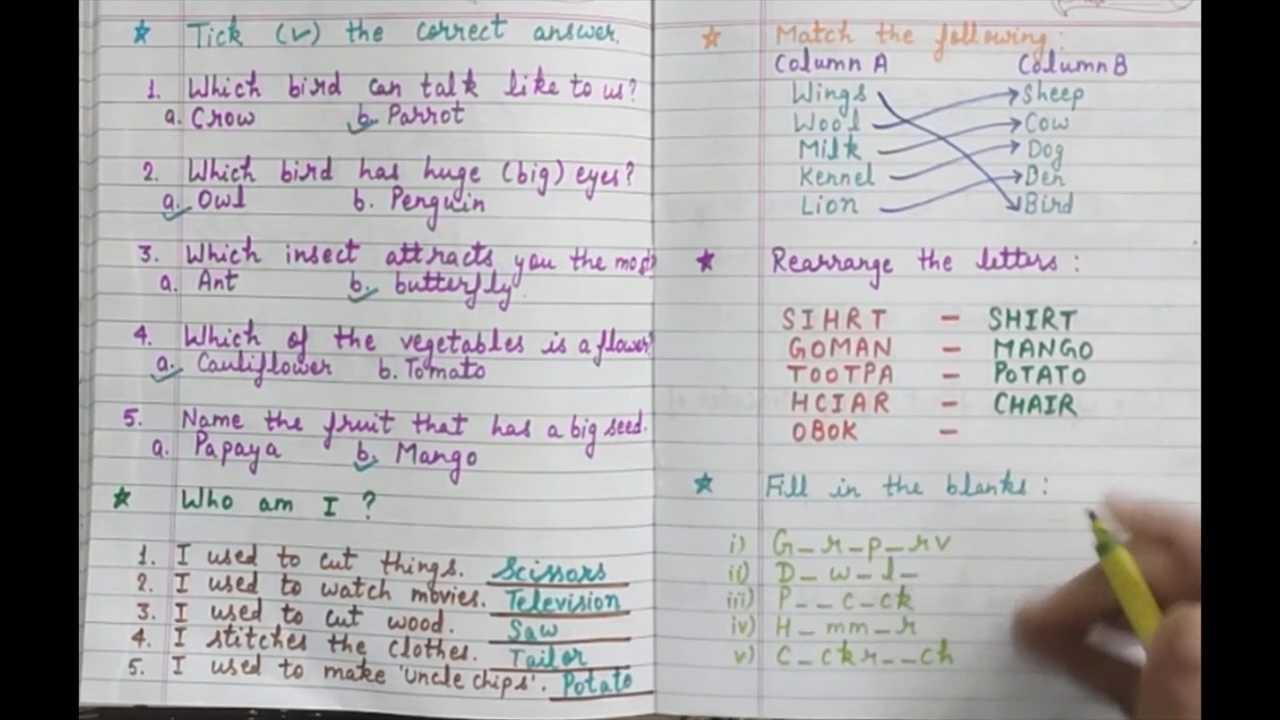 Tick (✓) the correct answer.
1. Which bird can talk like to us?
a. Crow b. Parrot
2. Which bird has huge (big) eyes?
a. Owl b. Penguin
3. Which insect attracts you the most?
a. Ant b. butterfly
4. Which of the vegetables is a flower?
a. Cauliflower b. Tomato
5. Name the fruit that has a big seed.
a. Papaya b. Mango
Who am I ?
1. I used to cut things. Scissors
2. I used to watch movies. Television
3. I used to cut wood. Saw
4. I stitches the clothes. Tailor
5. I used to make 'uncle chips'. Potato
Match the following:
Column A Column B
Wings Sheep
Wool Cow
Milk Dog
Kennel Den
Lion Bird
Rearrange the letters :
SIHRT - SHIRT
GOMAN - MANGO
TOOTPA - POTATO
HCIAR - CHAIR
OBOK -
Fill in the blanks :
i) G_r_p_rv
ii) D_w_l_
iii) P__c_ck
iv) H_mm_r
v) C_ckr__ch